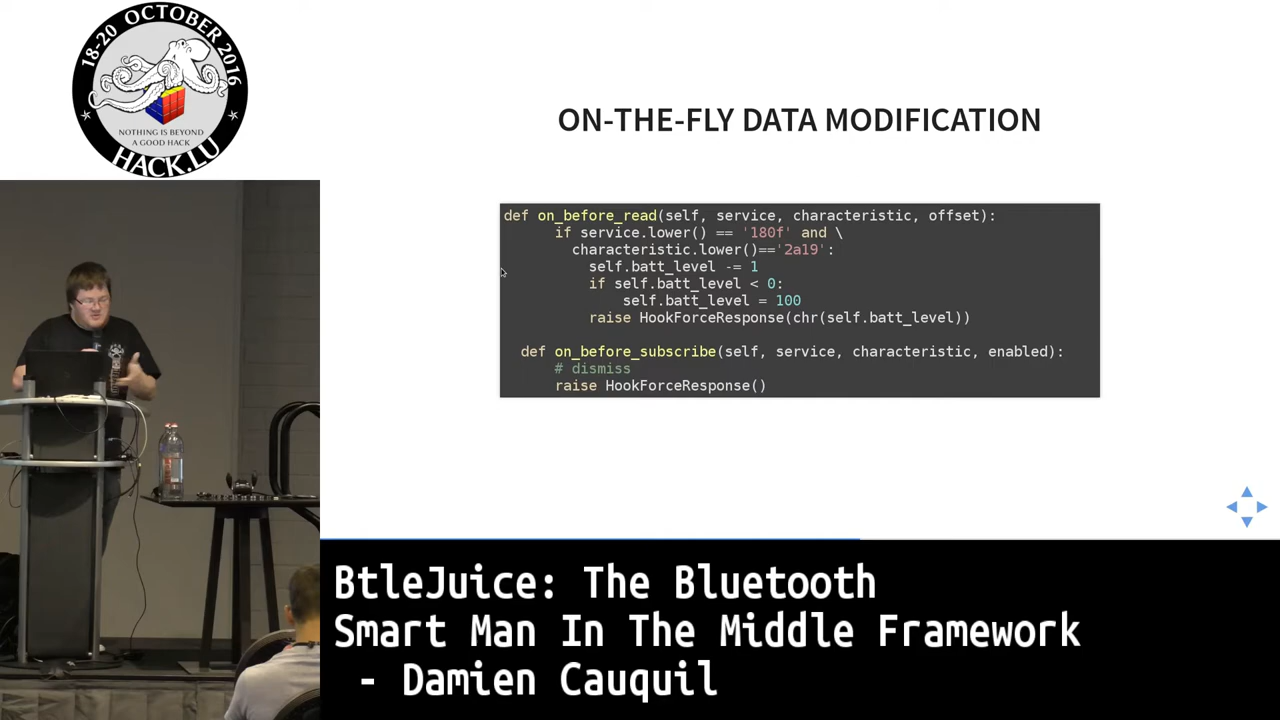 18-20 OCTOBER 2016
NOTHING IS BEYOND
A GOOD HACK
HACK.LU
ON-THE-FLY DATA MODIFICATION
def on_before_read(self, service, characteristic, offset):
if service.lower() == '180f' and \
characteristic.lower()=='2a19':
self.batt_level -= 1
if self.batt_level < 0:
self.batt_level = 100
raise HookForceResponse(chr(self.batt_level))
def on_before_subscribe(self, service, characteristic, enabled):
# dismiss
raise HookForceResponse()
BtleJuice: The Bluetooth
Smart Man In The Middle Framework
- Damien Cauquil